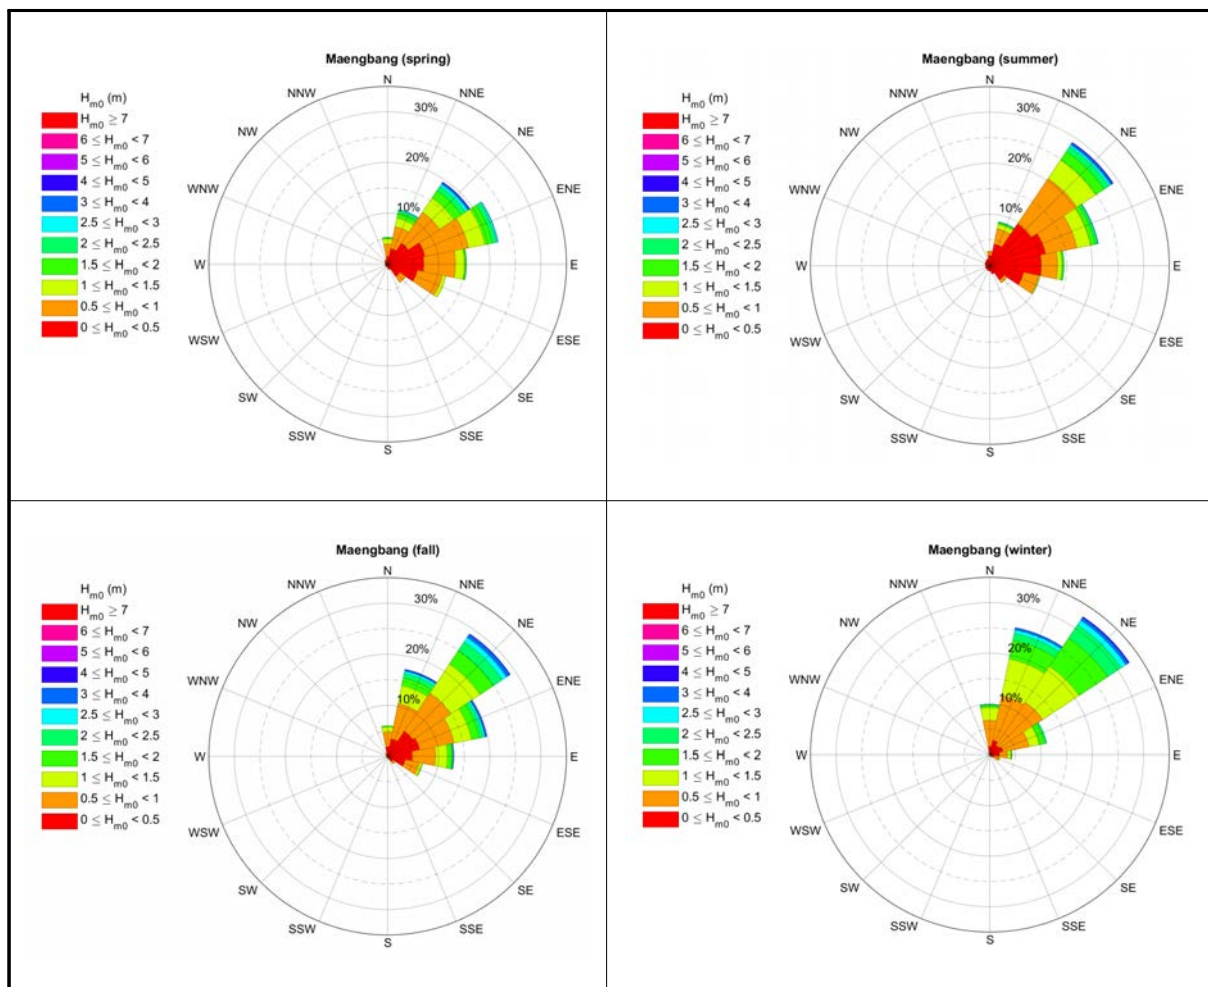 Maengbang (spring)
H_m0 (m)
H_m0 ≥ 7
6 ≤ H_m0 < 7
5 ≤ H_m0 < 6
4 ≤ H_m0 < 5
3 ≤ H_m0 < 4
2.5 ≤ H_m0 < 3
2 ≤ H_m0 < 2.5
1.5 ≤ H_m0 < 2
1 ≤ H_m0 < 1.5
0.5 ≤ H_m0 < 1
0 ≤ H_m0 < 0.5
N
NNE
NE
ENE
E
ESE
SE
SSE
S
SSW
SW
WSW
W
WNW
NW
NNW
30%
20%
10%
Maengbang (summer)
H_m0 (m)
H_m0 ≥ 7
6 ≤ H_m0 < 7
5 ≤ H_m0 < 6
4 ≤ H_m0 < 5
3 ≤ H_m0 < 4
2.5 ≤ H_m0 < 3
2 ≤ H_m0 < 2.5
1.5 ≤ H_m0 < 2
1 ≤ H_m0 < 1.5
0.5 ≤ H_m0 < 1
0 ≤ H_m0 < 0.5
N
NNE
NE
ENE
E
ESE
SE
SSE
S
SSW
SW
WSW
W
WNW
NW
NNW
30%
20%
10%
Maengbang (fall)
H_m0 (m)
H_m0 ≥ 7
6 ≤ H_m0 < 7
5 ≤ H_m0 < 6
4 ≤ H_m0 < 5
3 ≤ H_m0 < 4
2.5 ≤ H_m0 < 3
2 ≤ H_m0 < 2.5
1.5 ≤ H_m0 < 2
1 ≤ H_m0 < 1.5
0.5 ≤ H_m0 < 1
0 ≤ H_m0 < 0.5
N
NNE
NE
ENE
E
ESE
SE
SSE
S
SSW
SW
WSW
W
WNW
NW
NNW
30%
20%
10%
Maengbang (winter)
H_m0 (m)
H_m0 ≥ 7
6 ≤ H_m0 < 7
5 ≤ H_m0 < 6
4 ≤ H_m0 < 5
3 ≤ H_m0 < 4
2.5 ≤ H_m0 < 3
2 ≤ H_m0 < 2.5
1.5 ≤ H_m0 < 2
1 ≤ H_m0 < 1.5
0.5 ≤ H_m0 < 1
0 ≤ H_m0 < 0.5
N
NNE
NE
ENE
E
ESE
SE
SSE
S
SSW
SW
WSW
W
WNW
NW
NNW
30%
20%
10%